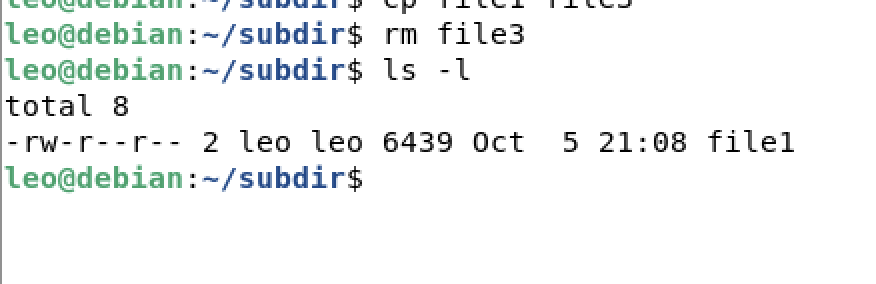 leo@debian:~/subdir$ cp file1 file3
leo@debian:~/subdir$ rm file3
leo@debian:~/subdir$ ls -l
total 8
-rw-r--r-- 2 leo leo 6439 Oct  5 21:08 file1
leo@debian:~/subdir$